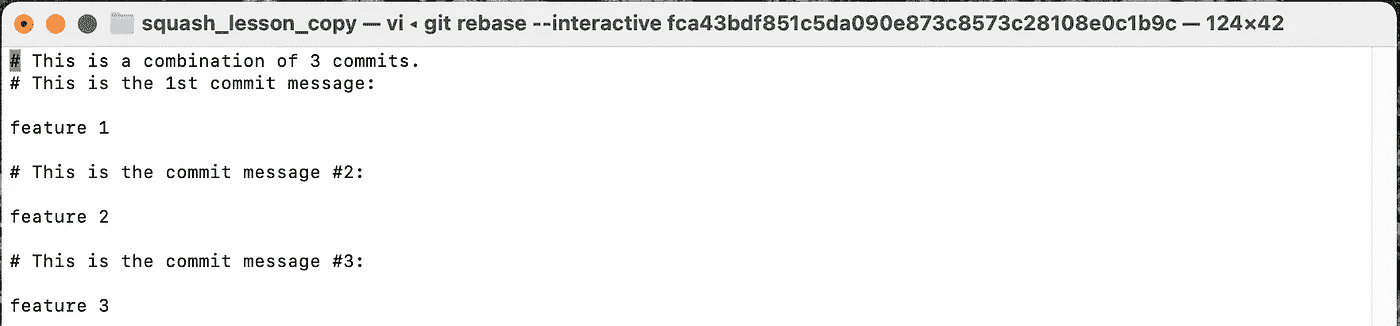 squash_lesson_copy — vi ◂ git rebase --interactive fca43bdf851c5da090e873c8573c28108e0c1b9c — 124×42
# This is a combination of 3 commits.
# This is the 1st commit message:
feature 1
# This is the commit message #2:
feature 2
# This is the commit message #3:
feature 3